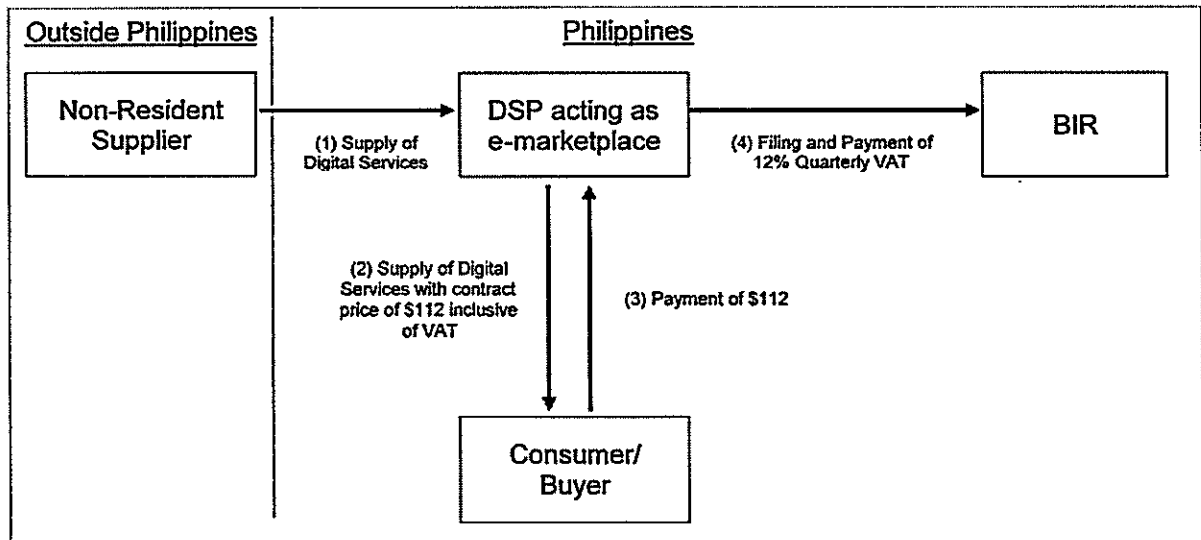 Outside Philippines
Philippines
Non-Resident
Supplier
(1) Supply of
Digital Services
DSP acting as
e-marketplace
(4) Filing and Payment of
12% Quarterly VAT
BIR
(2) Supply of Digital
Services with contract
price of $112 inclusive
of VAT
(3) Payment of $112
Consumer/
Buyer